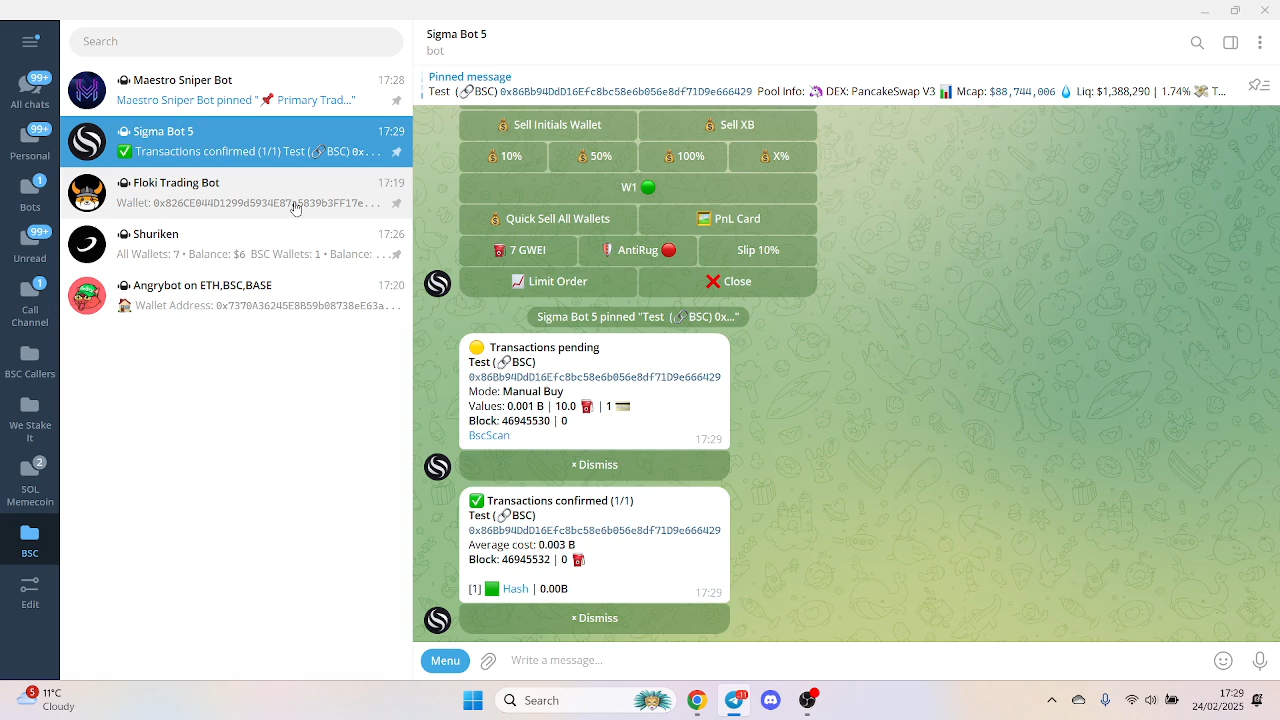 Search
99+
All chats
99+
Personal
1
Bots
99+
Unread
1
Call
Channel
BSC Callers
We Stake
It
2
SOL
Memecoin
BSC
Edit
Maestro Sniper Bot 17:28
Maestro Sniper Bot pinned "📌 Primary Trad..."
Sigma Bot 5 17:29
✅ Transactions confirmed (1/1) Test (🔗BSC) 0x...
Floki Trading Bot 17:19
Shuriken 17:26
All Wallets: 7 • Balance: $6 BSC Wallets: 1 • Balance: ...
Angrybot on ETH,BSC,BASE 17:20
🏠 Wallet Address: 0x7370A36245E8B59b08738eE63a...
Sigma Bot 5
bot
Pinned message
Test (🔗BSC) 0x86Bb94DdD16Efc8bc58e6b056e8df71D9e666429 Pool Info: 🦄 DEX: PancakeSwap V3 📊 Mcap: $88,744,006 💧 Liq: | 1.74% 💸 T...
💰 Sell Initials Wallet 💰 Sell XB
💰 10% 💰 50% 💰 100% 💰 X%
W1 🟢
💰 Quick Sell All Wallets 🖼 PnL Card
⛽ 7 GWEI AntiRug 🔴 Slip 10%
📈 Limit Order ❌ Close
Sigma Bot 5 pinned "Test (🔗BSC) 0x..."
🟡 Transactions pending
Test (🔗BSC)
0x86Bb94DdD16Efc8bc58e6b056e8df71D9e666429
Mode: Manual Buy
Values: 0.001 B | 10.0 ⛽ | 1 💳
Block: 46945530 | 0
BscScan 17:29
× Dismiss
✅ Transactions confirmed (1/1)
Test (🔗BSC)
0x86Bb94DdD16Efc8bc58e6b056e8df71D9e666429
Average cost: 0.003 B
Block: 46945532 | 0 ⛽
[1] 🟩 Hash | 0.00B 17:29
× Dismiss
Menu
Write a message...
5
11°C
Cloudy
Search
17:29
24/02/2025